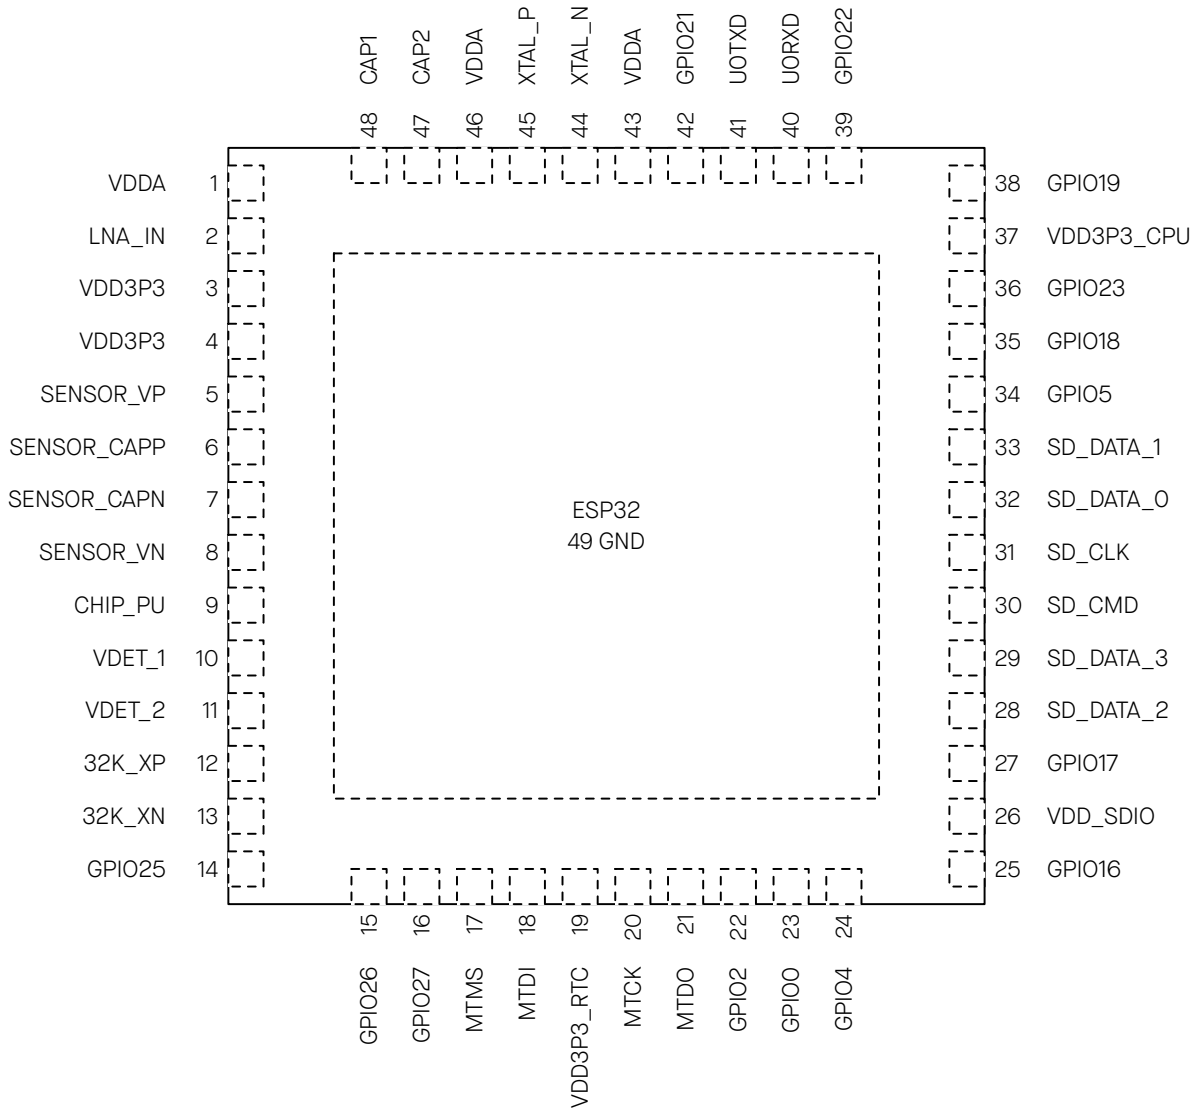 CAP1
CAP2
VDDA
XTAL_P
XTAL_N
VDDA
GPIO21
U0TXD
U0RXD
GPIO22
48
47
46
45
44
43
42
41
40
39
VDDA 1
38 GPIO19
LNA_IN 2
37 VDD3P3_CPU
VDD3P3 3
36 GPIO23
VDD3P3 4
35 GPIO18
SENSOR_VP 5
34 GPIO5
SENSOR_CAPP 6
33 SD_DATA_1
SENSOR_CAPN 7
32 SD_DATA_0
ESP32
49 GND
SENSOR_VN 8
31 SD_CLK
CHIP_PU 9
30 SD_CMD
VDET_1 10
29 SD_DATA_3
VDET_2 11
28 SD_DATA_2
32K_XP 12
27 GPIO17
32K_XN 13
26 VDD_SDIO
GPIO25 14
25 GPIO16
15
16
17
18
19
20
21
22
23
24
GPIO26
GPIO27
MTMS
MTDI
VDD3P3_RTC
MTCK
MTDO
GPIO2
GPIO0
GPIO4